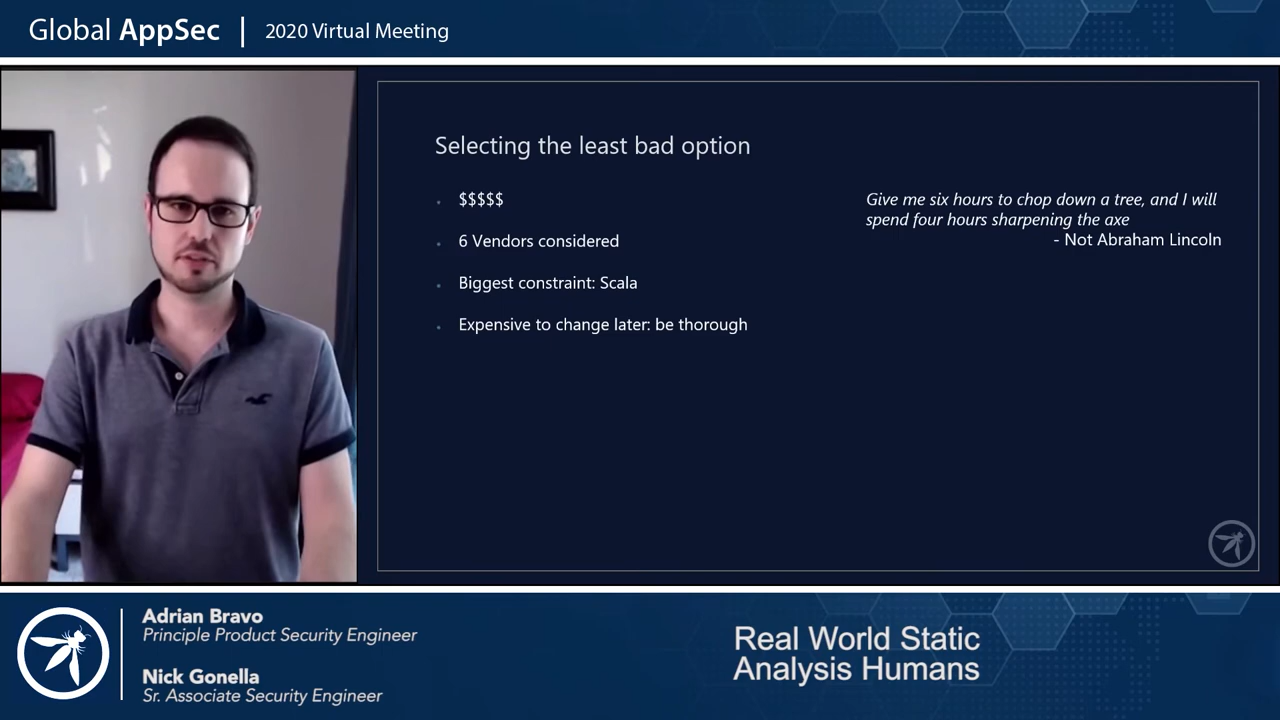 Global AppSec | 2020 Virtual Meeting
Selecting the least bad option
$$$$$
6 Vendors considered
Biggest constraint: Scala
Expensive to change later: be thorough
Give me six hours to chop down a tree, and I will
spend four hours sharpening the axe
- Not Abraham Lincoln
Adrian Bravo
Principle Product Security Engineer
Nick Gonella
Sr. Associate Security Engineer
Real World Static
Analysis Humans